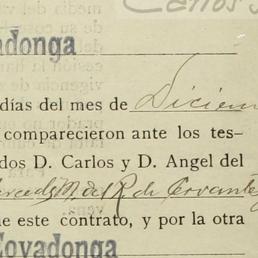 Carlos
adonga
días del mes de Diciem
comparecieron ante los tes-
dos D. Carlos y D. Angel del
Mercedes M. del R. de Cervantes
e este contrato, y por la otra
Covadonga